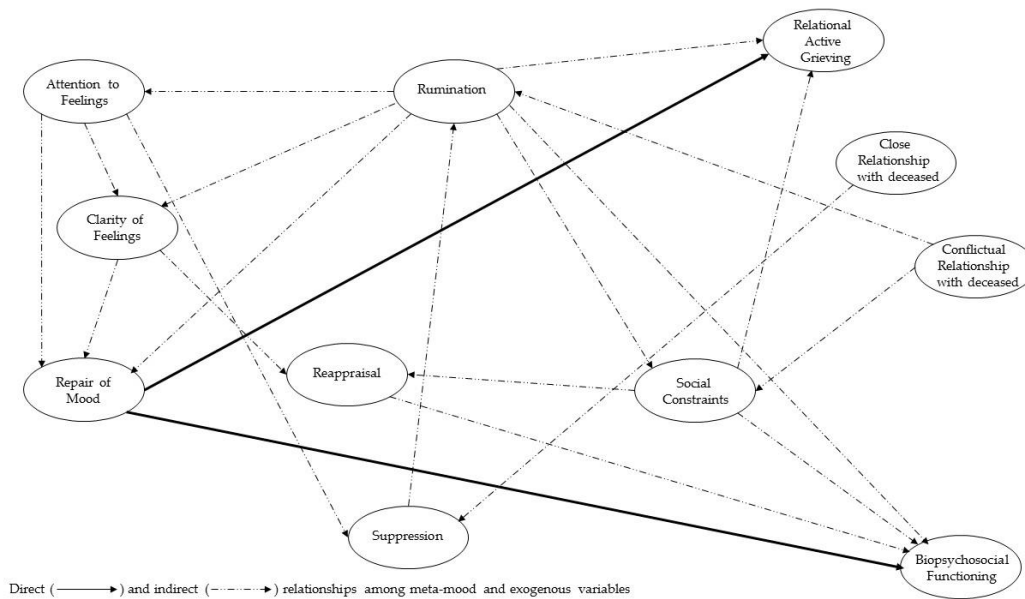 Relational
Active
Grieving
Attention to
Feelings
Rumination
Close
Relationship
with deceased
Clarity of
Feelings
Conflictual
Relationship
with deceased
Repair of
Mood
Reappraisal
Social
Constraints
Suppression
Biopsychosocial
Functioning
Direct ( ) and indirect ( ) relationships among meta-mood and exogenous variables